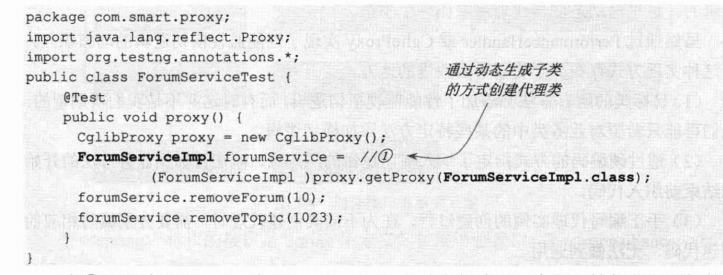 package com.smart.proxy;
import java.lang.reflect.Proxy;
import org.testng.annotations.*;
public class ForumServiceTest {
@Test
通过动态生成子类
的方式创建代理类
public void proxy() {
CglibProxy proxy = new CglibProxy();
ForumServiceImpl forumService = //①
(ForumServiceImpl )proxy.getProxy(ForumServiceImpl.class);
forumService.removeForum(10);
forumService.removeTopic(1023);
}
}